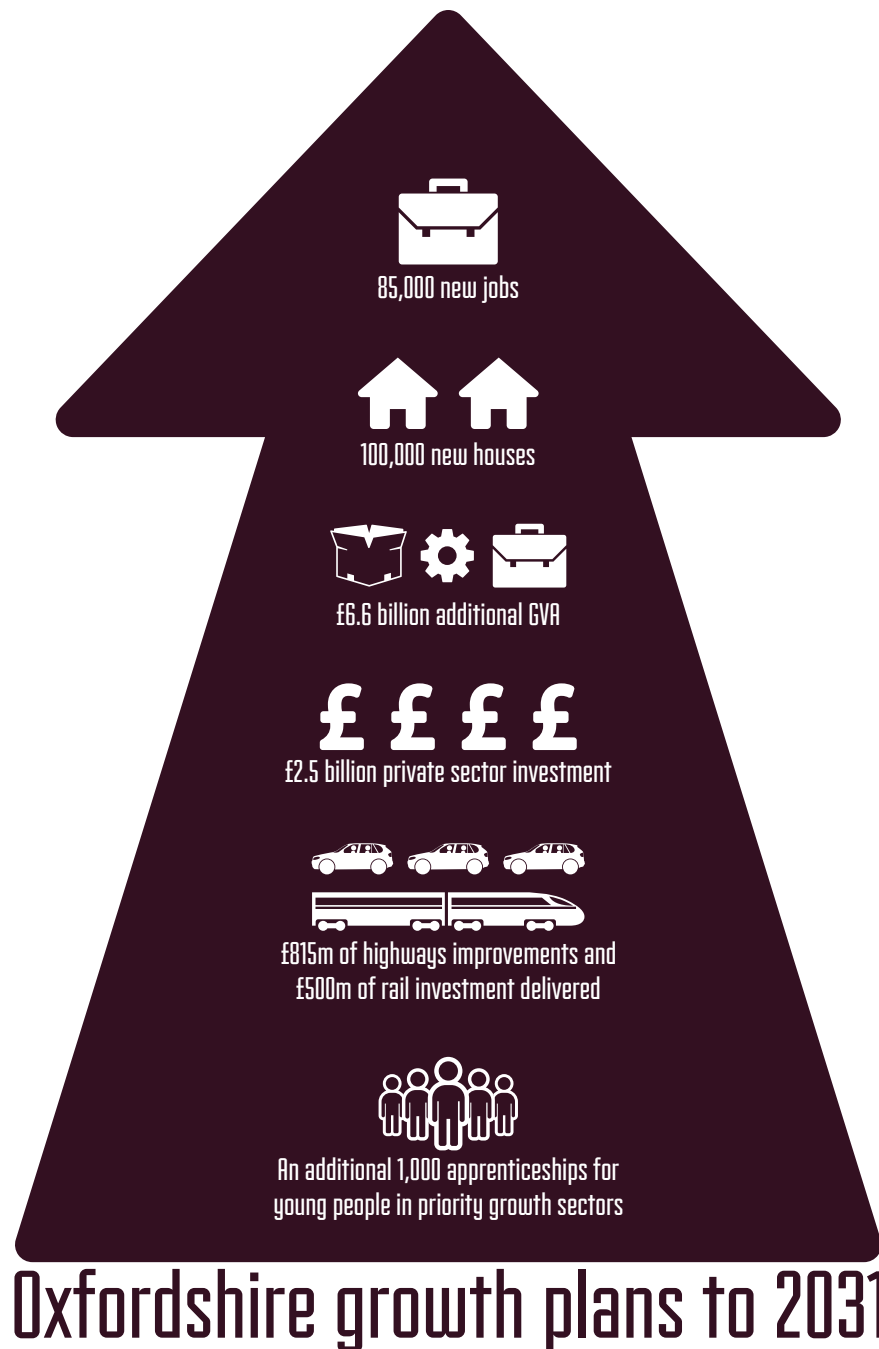 85,000 new jobs
100,000 new houses
£6.6 billion additional GVA
£ £ £ £
£2.5 billion private sector investment
£815m of highways improvements and
£500m of rail investment delivered
An additional 1,000 apprenticeships for
young people in priority growth sectors
Oxfordshire growth plans to 2031